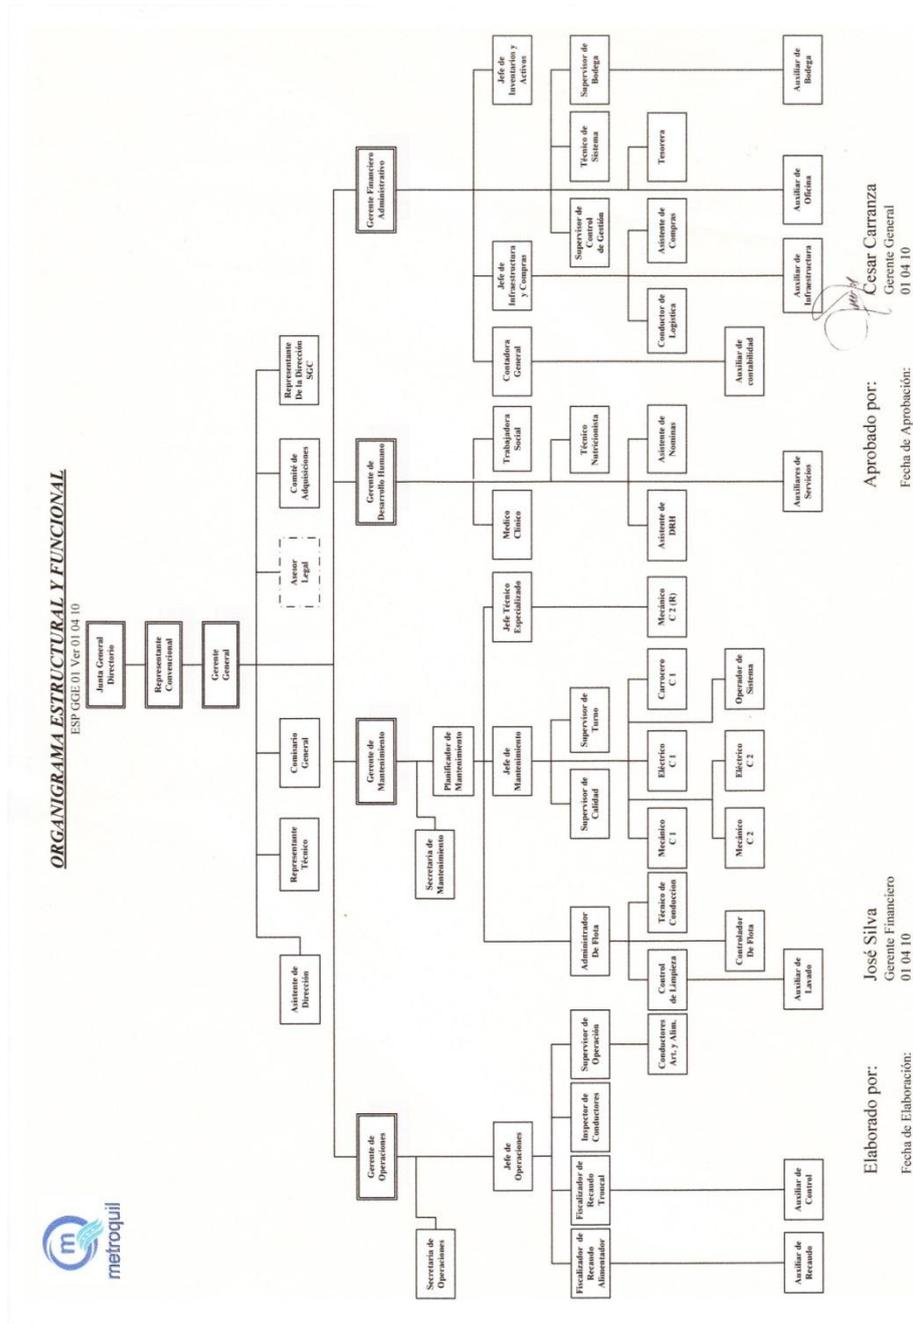 metroquil
ORGANIGRAMA ESTRUCTURAL Y FUNCIONAL
ESP GGE 01 Ver 01 04 10
Junta General
Directorio
Representante
Convencional
Gerente
General
Asistente de
Dirección
Representante
Técnico
Comisario
General
Asesor
Legal
Comité de
Adquisiciones
Representante
De la Dirección
SGC
Gerente de
Operaciones
Gerente de
Mantenimiento
Gerente de
Desarrollo Humano
Gerente Financiero
Administrativo
Secretaria de
Operaciones
Secretaria de
Mantenimiento
Planificador de
Mantenimiento
Jefe de
Operaciones
Jefe de
Mantenimiento
Jefe Técnico
Especializado
Medico
Clínico
Trabajadora
Social
Contadora
General
Jefe de
Infraestructura
y Compras
Jefe de
Inventarios y
Activos
Fiscalizador de
Recaudo
Alimentador
Fiscalizador de
Recaudo
Troncal
Inspector de
Conductores
Supervisor de
Operación
Administrador
De Flota
Supervisor de
Calidad
Supervisor de
Turno
Técnico
Nutricionista
Supervisor de
Control
de Gestión
Técnico de
Sistema
Supervisor de
Bodega
Conductores
Art. y Alim.
Control
de Limpieza
Técnico de
Conduccion
Mecánico
C 1
Eléctrico
C 1
Carrocero
C 1
Mecánico
C 2 (R)
Asistente de
DRH
Asistente de
Nominas
Conductor de
Logística
Asistente de
Compras
Tesorera
Controlador
De Flota
Mecánico
C 2
Eléctrico
C 2
Operador de
Sistema
Auxiliar de
contabilidad
Auxiliar de
Recaudo
Auxiliar de
Control
Auxiliar de
Lavado
Auxiliares de
Servicios
Auxiliar de
Infraestructura
Auxiliar de
Oficina
Auxiliar de
Bodega
Elaborado por: José Silva Aprobado por: Cesar Carranza
Gerente Financiero Gerente General
Fecha de Elaboración: 01 04 10 Fecha de Aprobación: 01 04 10